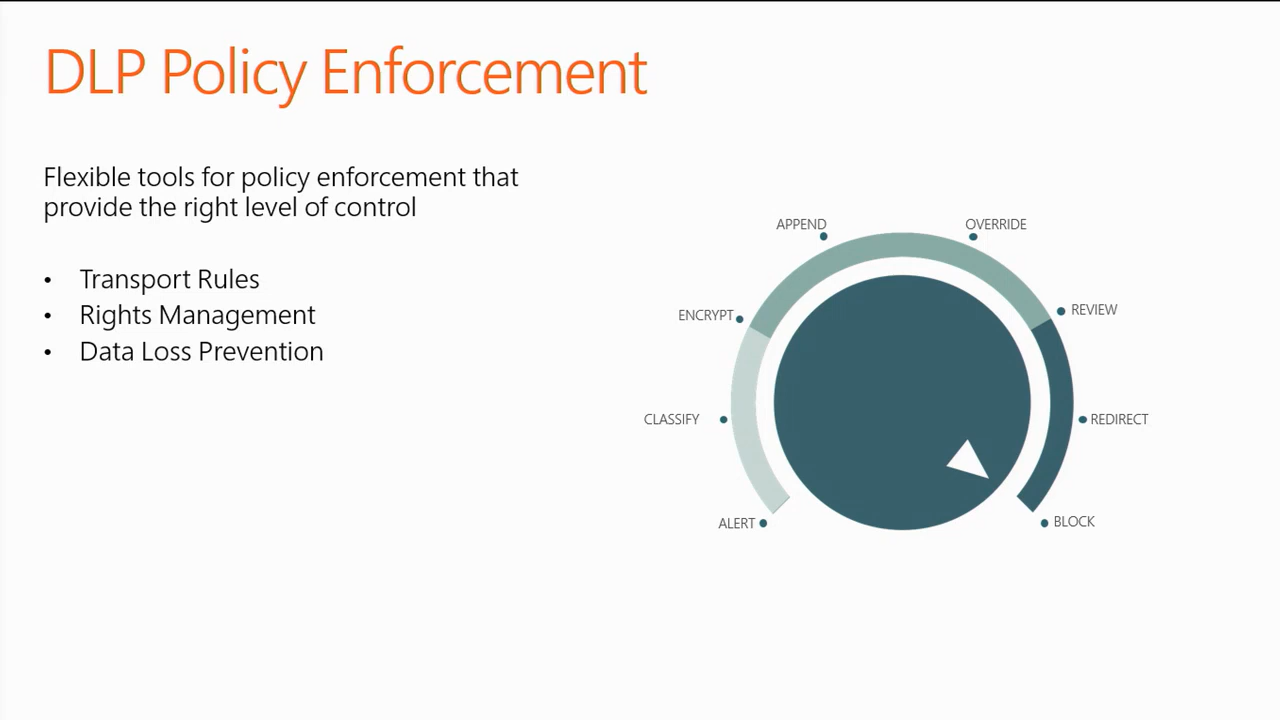 DLP Policy Enforcement
Flexible tools for policy enforcement that
provide the right level of control
• Transport Rules
• Rights Management
• Data Loss Prevention
APPEND
OVERRIDE
ENCRYPT
REVIEW
CLASSIFY
REDIRECT
ALERT
BLOCK